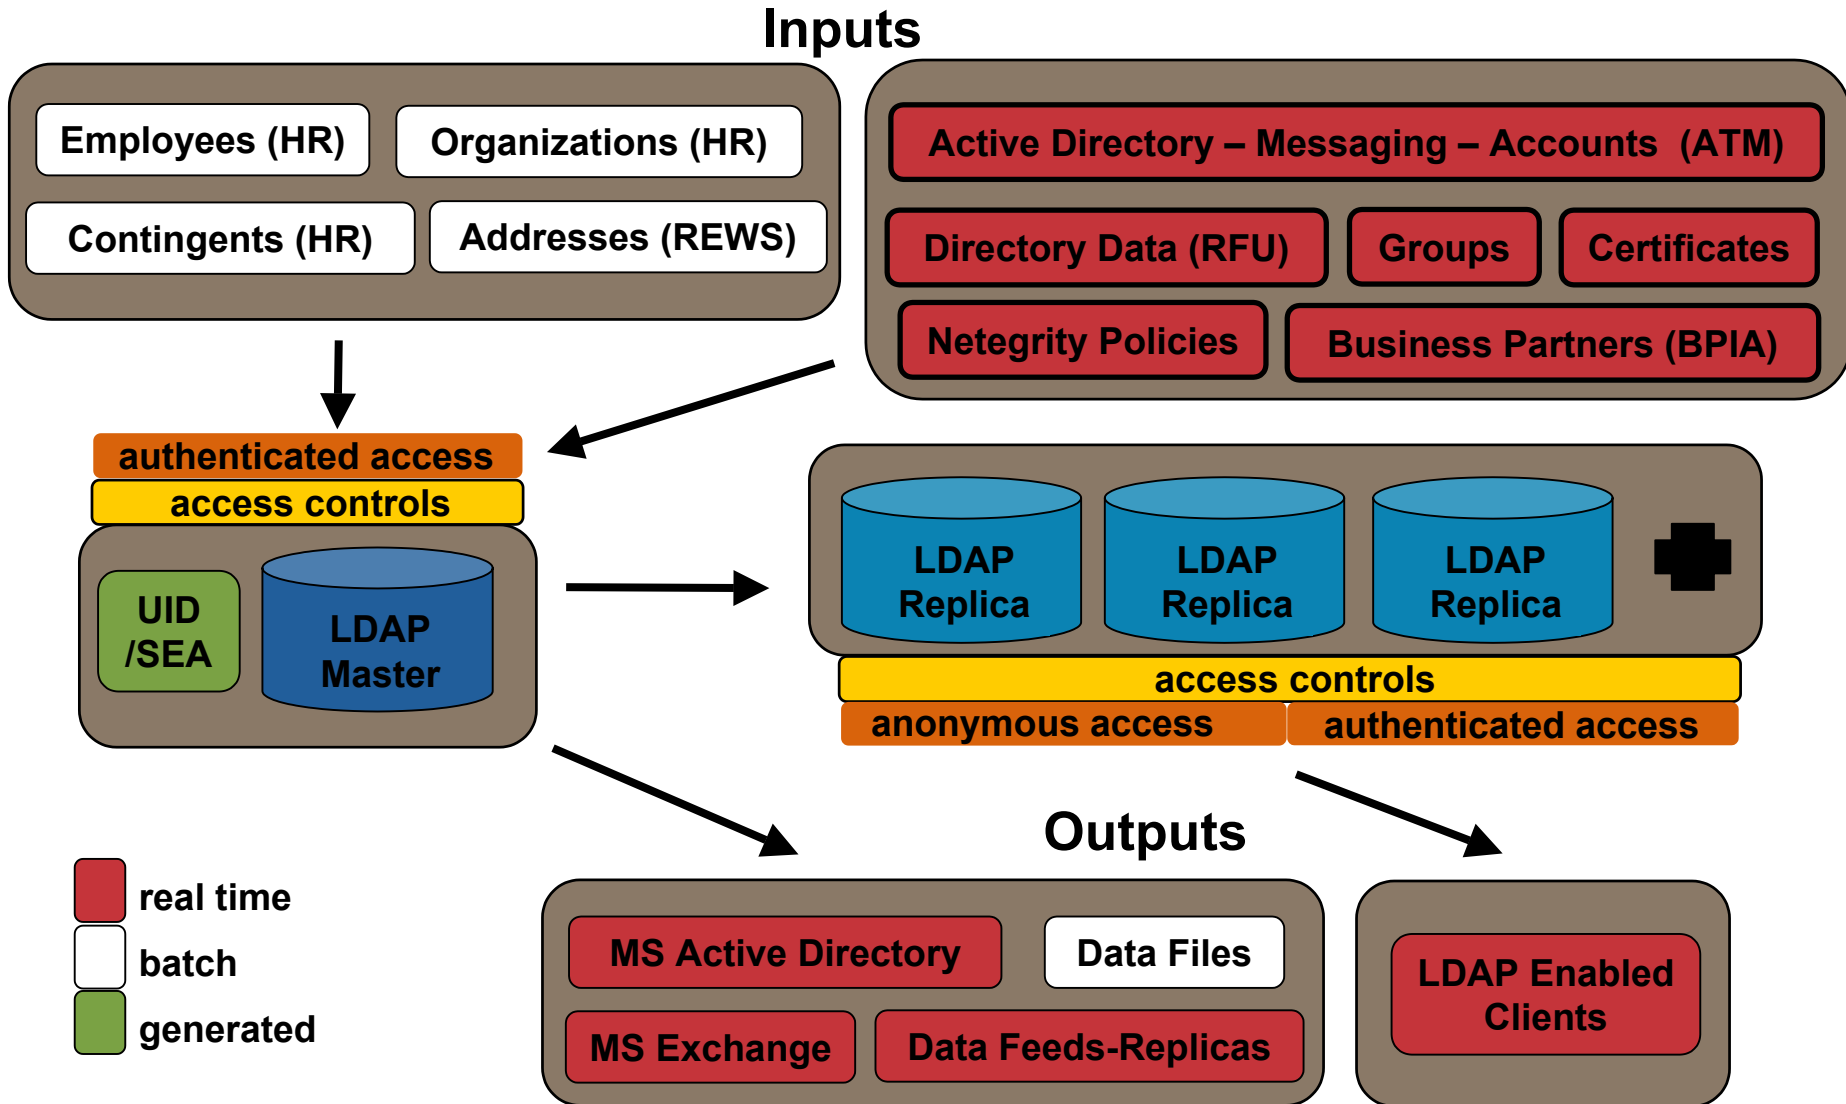 Inputs
Employees (HR)
Organizations (HR)
Contingents (HR)
Addresses (REWS)
Active Directory – Messaging – Accounts  (ATM)
Directory Data (RFU)
Groups
Certificates
Netegrity Policies
Business Partners (BPIA)
authenticated access
access controls
UID
/SEA
LDAP
Master
LDAP
Replica
LDAP
Replica
LDAP
Replica
access controls
anonymous access
authenticated access
Outputs
real time
batch
generated
MS Active Directory
Data Files
MS Exchange
Data Feeds-Replicas
LDAP Enabled
Clients